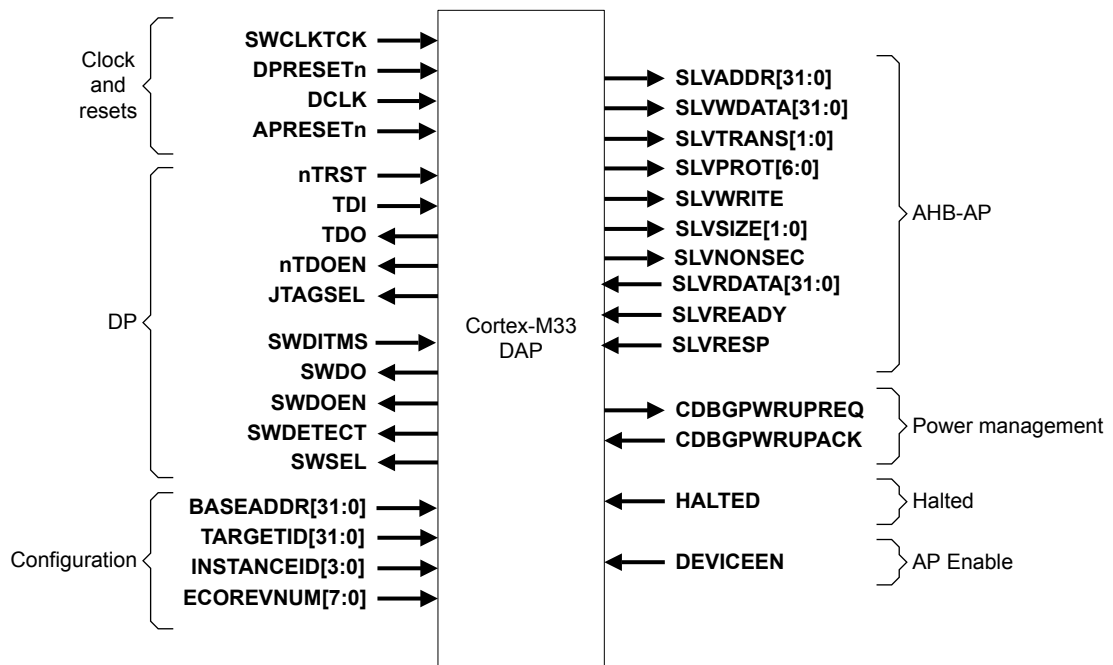 Clock
and
resets
SWCLKTCK
DPRESETn
DCLK
APRESETn
DP
nTRST
TDI
TDO
nTDOEN
JTAGSEL
SWDITMS
SWDO
SWDOEN
SWDETECT
SWSEL
Configuration
BASEADDR[31:0]
TARGETID[31:0]
INSTANCEID[3:0]
ECOREVNUM[7:0]
Cortex-M33
DAP
SLVADDR[31:0]
SLVWDATA[31:0]
SLVTRANS[1:0]
SLVPROT[6:0]
SLVWRITE
SLVSIZE[1:0]
SLVNONSEC
SLVRDATA[31:0]
SLVREADY
SLVRESP
AHB-AP
CDBGPWRUPREQ
CDBGPWRUPACK
Power management
HALTED
Halted
DEVICEEN
AP Enable